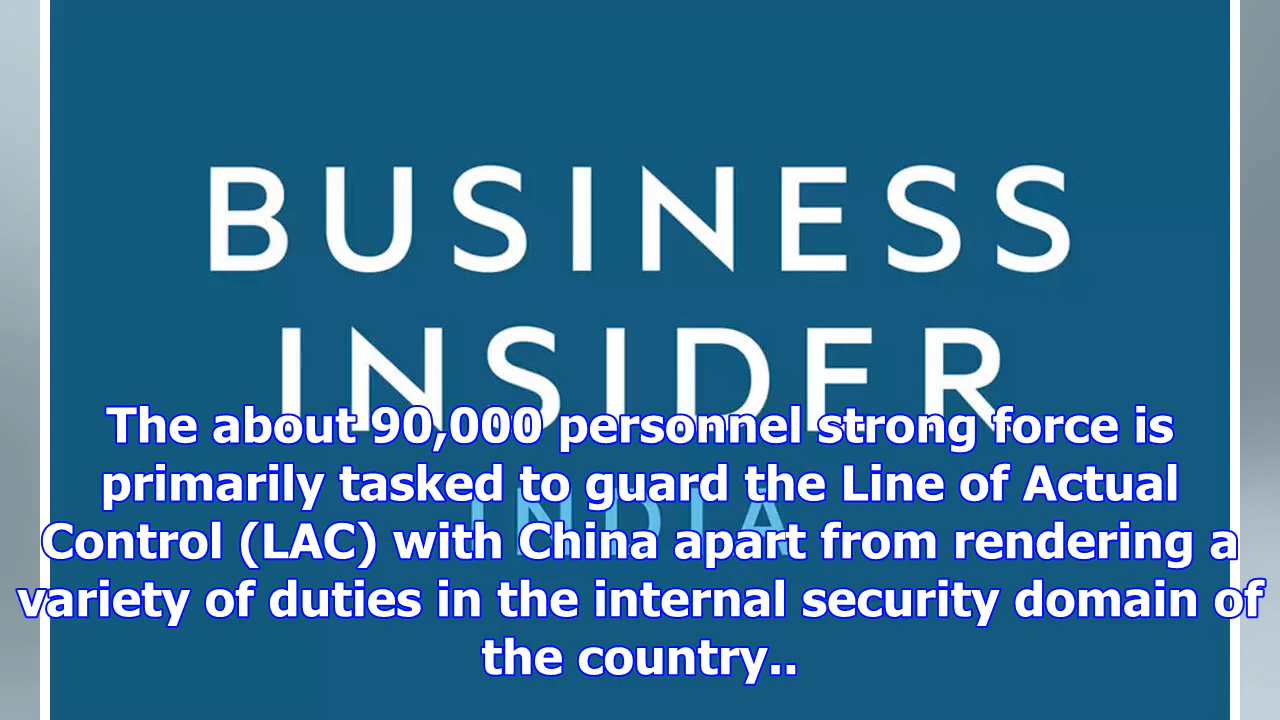 BUSINESS
INSIDER
INDIA
The about 90,000 personnel strong force is
primarily tasked to guard the Line of Actual
Control (LAC) with China apart from rendering a
variety of duties in the internal security domain of
the country..